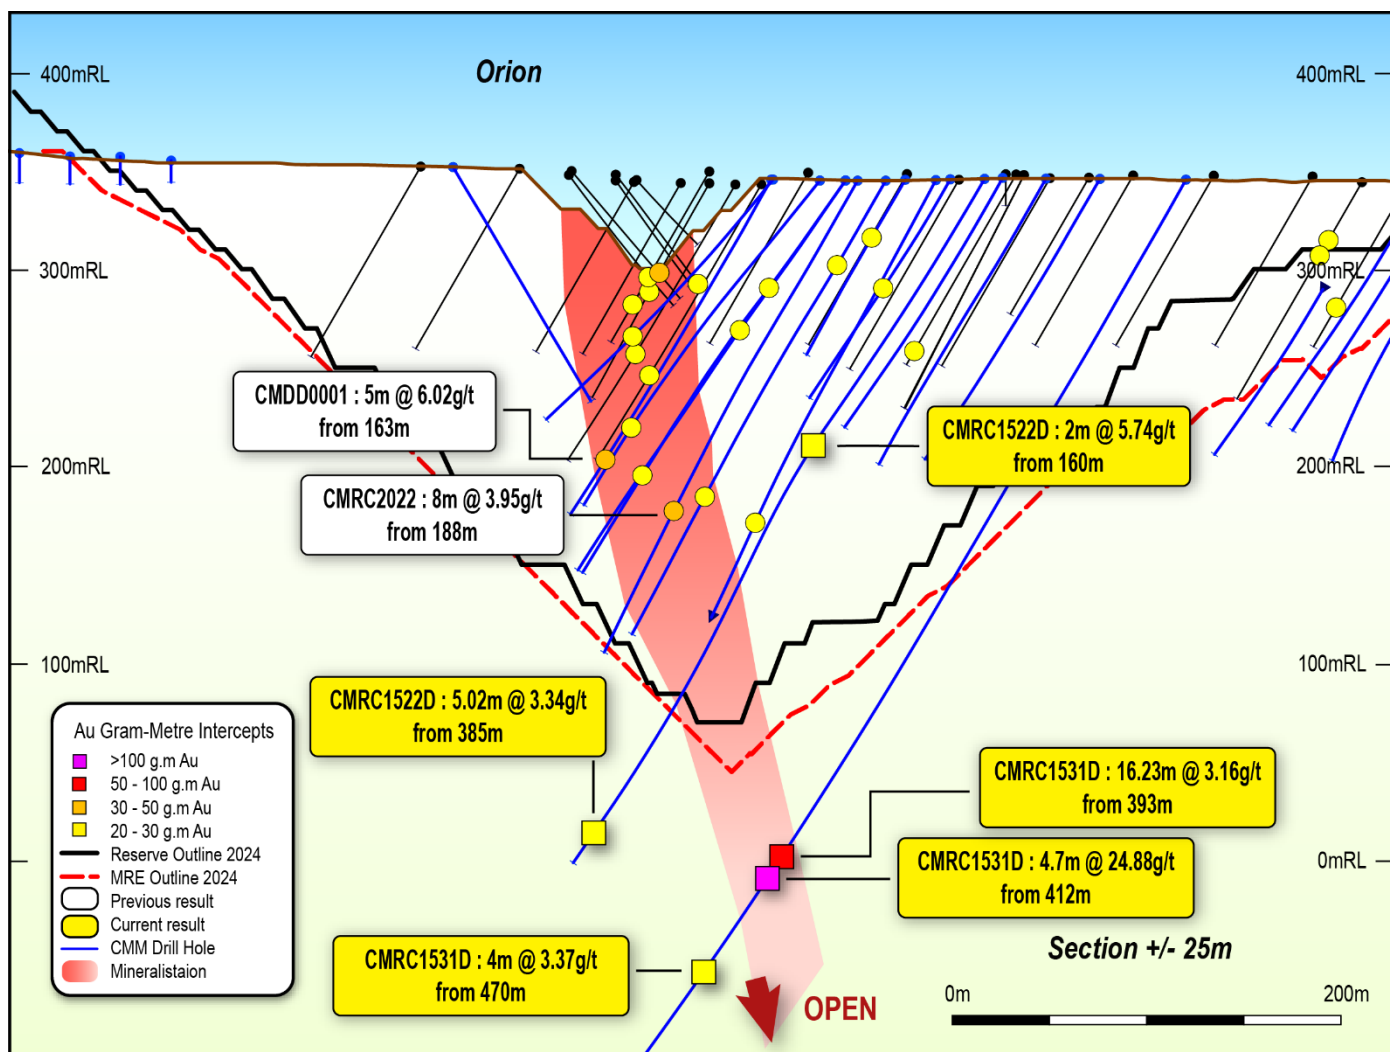 Orion
400mRL
400mRL
300mRL
300mRL
CMDD0001 : 5m @ 6.02g/t
from 163m
CMRC1522D : 2m @ 5.74g/t
from 160m
200mRL
200mRL
CMRC2022 : 8m @ 3.95g/t
from 188m
100mRL
100mRL
CMRC1522D : 5.02m @ 3.34g/t
from 385m
CMRC1531D : 16.23m @ 3.16g/t
from 393m
0mRL
CMRC1531D : 4.7m @ 24.88g/t
from 412m
CMRC1531D : 4m @ 3.37g/t
from 470m
Au Gram-Metre Intercepts
>100 g.m Au
50 - 100 g.m Au
30 - 50 g.m Au
20 - 30 g.m Au
Reserve Outline 2024
MRE Outline 2024
Previous result
Current result
CMM Drill Hole
Mineralistaion
OPEN
Section +/- 25m
0m
200m